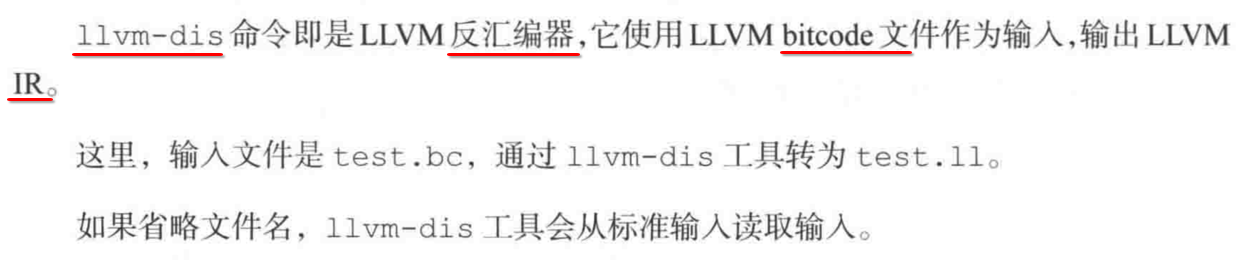 llvm-dis 命令即是 LLVM 反汇编器,它使用 LLVM bitcode 文件作为输入,输出 LLVM
IR。
这里，输入文件是 test.bc，通过 llvm-dis 工具转为 test.ll。
如果省略文件名，llvm-dis 工具会从标准输入读取输入。